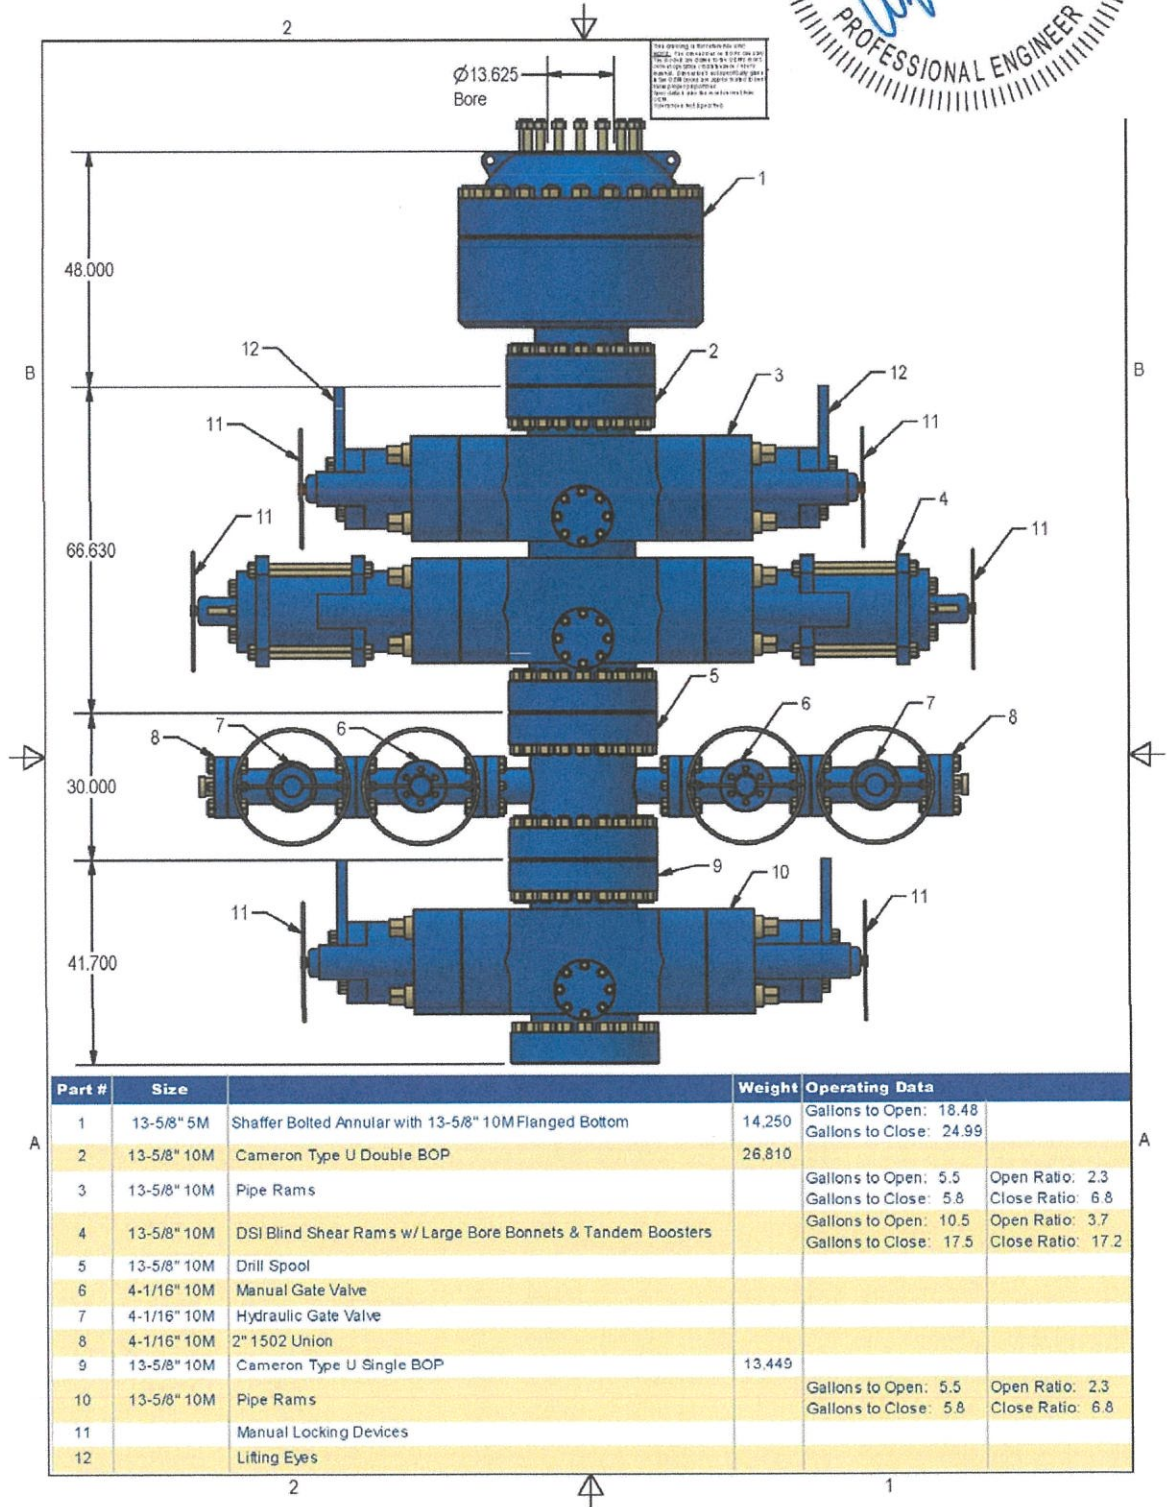 2
PROFESSIONAL ENGINEER
Ø13.625
Bore
1
48.000
12
2
B
3
12
B
11
11
4
11
66.630
11
5
7
6
6
7
8
8
30.000
9
10
11
11
41.700
Part # Size Weight Operating Data
1 13-5/8" 5M Shaffer Bolted Annular with 13-5/8" 10M Flanged Bottom 14,250 Gallons to Open: 18.48
Gallons to Close: 24.99
A
A
2 13-5/8" 10M Cameron Type U Double BOP 26,810
3 13-5/8" 10M Pipe Rams Gallons to Open: 5.5 Open Ratio: 2.3
Gallons to Close: 5.8 Close Ratio: 6.8
4 13-5/8" 10M DSI Blind Shear Rams w/ Large Bore Bonnets & Tandem Boosters Gallons to Open: 10.5 Open Ratio: 3.7
Gallons to Close: 17.5 Close Ratio: 17.2
5 13-5/8" 10M Drill Spool
6 4-1/16" 10M Manual Gate Valve
7 4-1/16" 10M Hydraulic Gate Valve
8 4-1/16" 10M 2" 1502 Union
9 13-5/8" 10M Cameron Type U Single BOP 13,449
10 13-5/8" 10M Pipe Rams Gallons to Open: 5.5 Open Ratio: 2.3
Gallons to Close: 5.8 Close Ratio: 6.8
11 Manual Locking Devices
12 Lifting Eyes
2
1